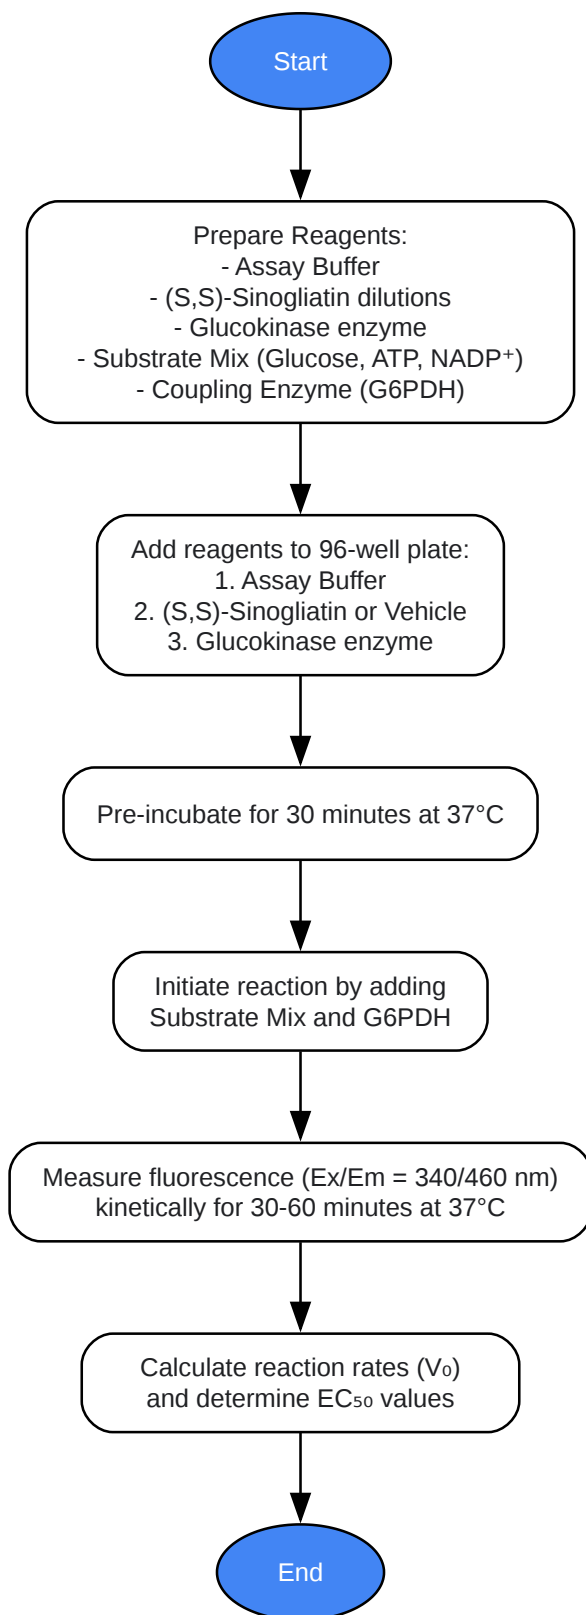 Start
Prepare Reagents:
- Assay Buffer
- (S,S)-Sinogliatin dilutions
- Glucokinase enzyme
- Substrate Mix (Glucose, ATP, NADP⁺)
- Coupling Enzyme (G6PDH)
Add reagents to 96-well plate:
1. Assay Buffer
2. (S,S)-Sinogliatin or Vehicle
3. Glucokinase enzyme
Pre-incubate for 30 minutes at 37°C
Initiate reaction by adding
Substrate Mix and G6PDH
Measure fluorescence (Ex/Em = 340/460 nm)
kinetically for 30-60 minutes at 37°C
Calculate reaction rates (V₀)
and determine EC₅₀ values
End